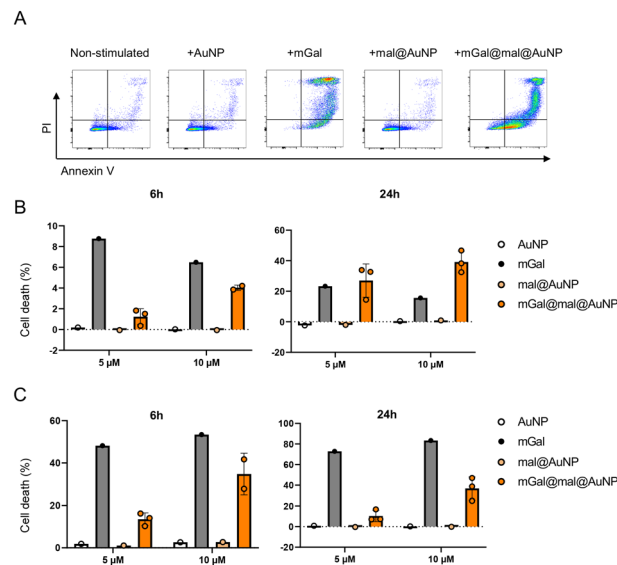 A
Non-stimulated +AuNP +mGal +mal@AuNP +mGal@mal@AuNP
PI
Annexin V
B
6h 24h
Cell death (%)
10
8
6
4
2
0
-2
5 µM 10 µM
60
40
20
0
-20
5 µM 10 µM
AuNP
mGal
mal@AuNP
mGal@mal@AuNP
C
6h 24h
Cell death (%)
60
40
20
0
5 µM 10 µM
100
80
60
40
20
0
-20
5 µM 10 µM
AuNP
mGal
mal@AuNP
mGal@mal@AuNP